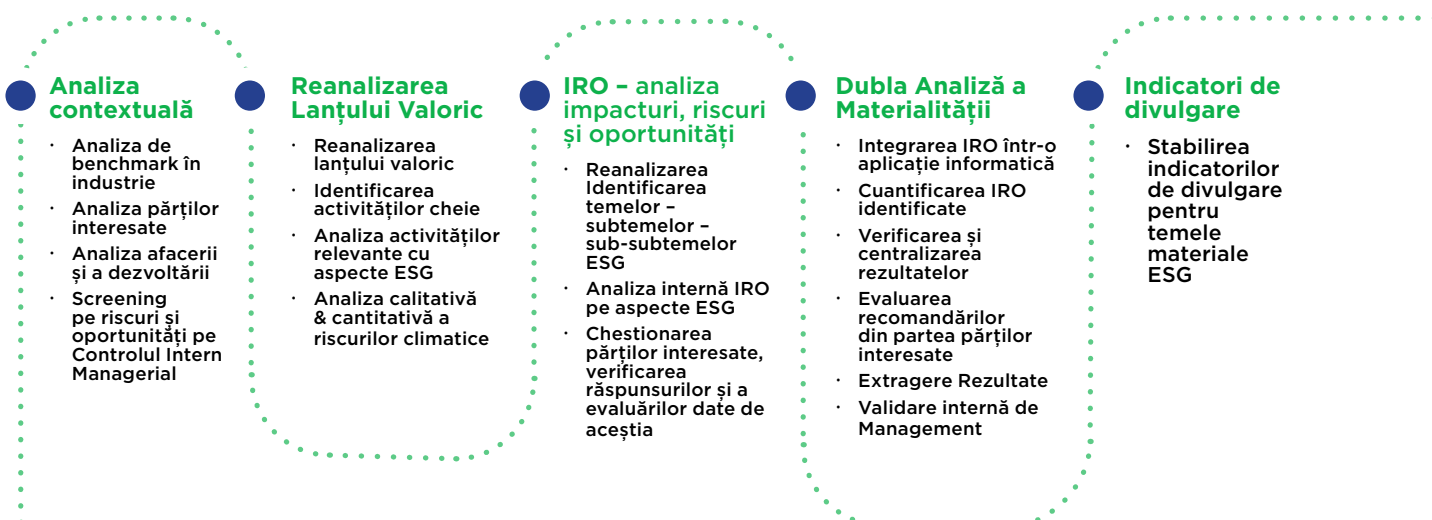 Analiza
contextuală
· Analiza de
benchmark în
industrie
· Analiza părților
interesate
· Analiza afacerii
și a dezvoltării
· Screening
pe riscuri și
oportunități pe
Controlul Intern
Managerial
Reanalizarea
Lanțului Valoric
· Reanalizarea
lanțului valoric
· Identificarea
activităților cheie
· Analiza activităților
relevante cu
aspecte ESG
· Analiza calitativă
& cantitativă a
riscurilor climatice
IRO – analiza
impacturi, riscuri
și oportunități
· Reanalizarea
Identificarea
temelor –
subtemelor –
sub-subtemelor
ESG
· Analiza internă IRO
pe aspecte ESG
· Chestionarea
părților interesate,
verificarea
răspunsurilor și a
evaluărilor date de
aceștia
Dubla Analiză a
Materialității
· Integrarea IRO într-o
aplicație informatică
· Cuantificarea IRO
identificate
· Verificarea și
centralizarea
rezultatelor
· Evaluarea
recomandărilor
din partea părților
interesate
· Extragere Rezultate
· Validare internă de
Management
Indicatori de
divulgare
· Stabilirea
indicatorilor
de divulgare
pentru
temele
materiale
ESG